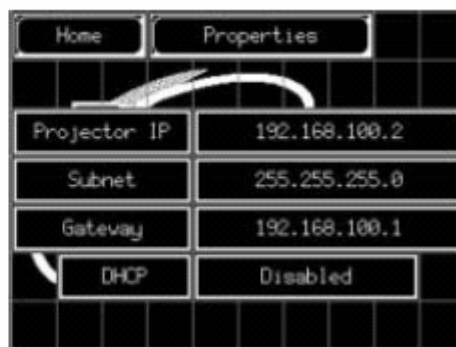 Home Properties
Projector IP 192.168.100.2
Subnet 255.255.255.0
Gateway 192.168.100.1
DHCP Disabled